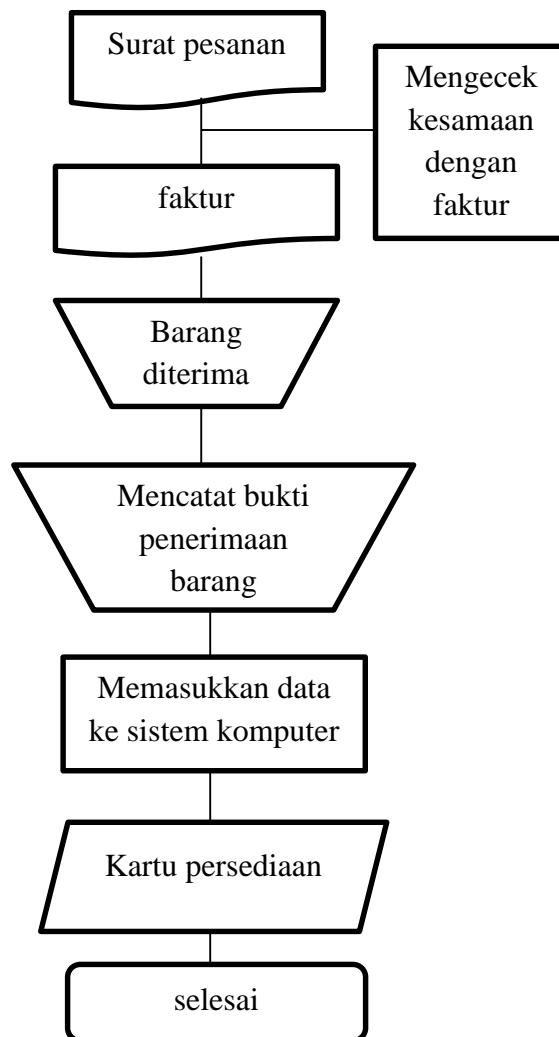 Surat pesanan
Mengecek
kesamaan
dengan
faktur
faktur
Barang
diterima
Mencatat bukti
penerimaan
barang
Memasukkan data
ke sistem komputer
Kartu persediaan
selesai